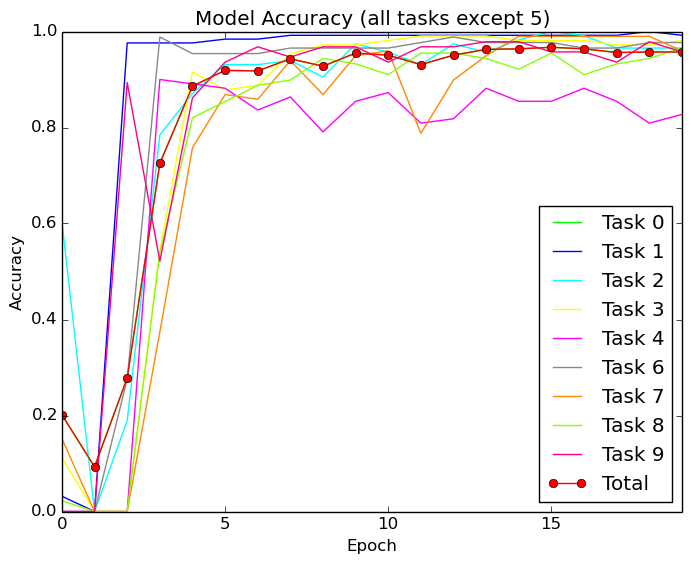 Model Accuracy (all tasks except 5)
1.0
0.8
0.6
0.4
0.2
0.0
Accuracy
0
5
10
15
Epoch
Task 0
Task 1
Task 2
Task 3
Task 4
Task 6
Task 7
Task 8
Task 9
Total